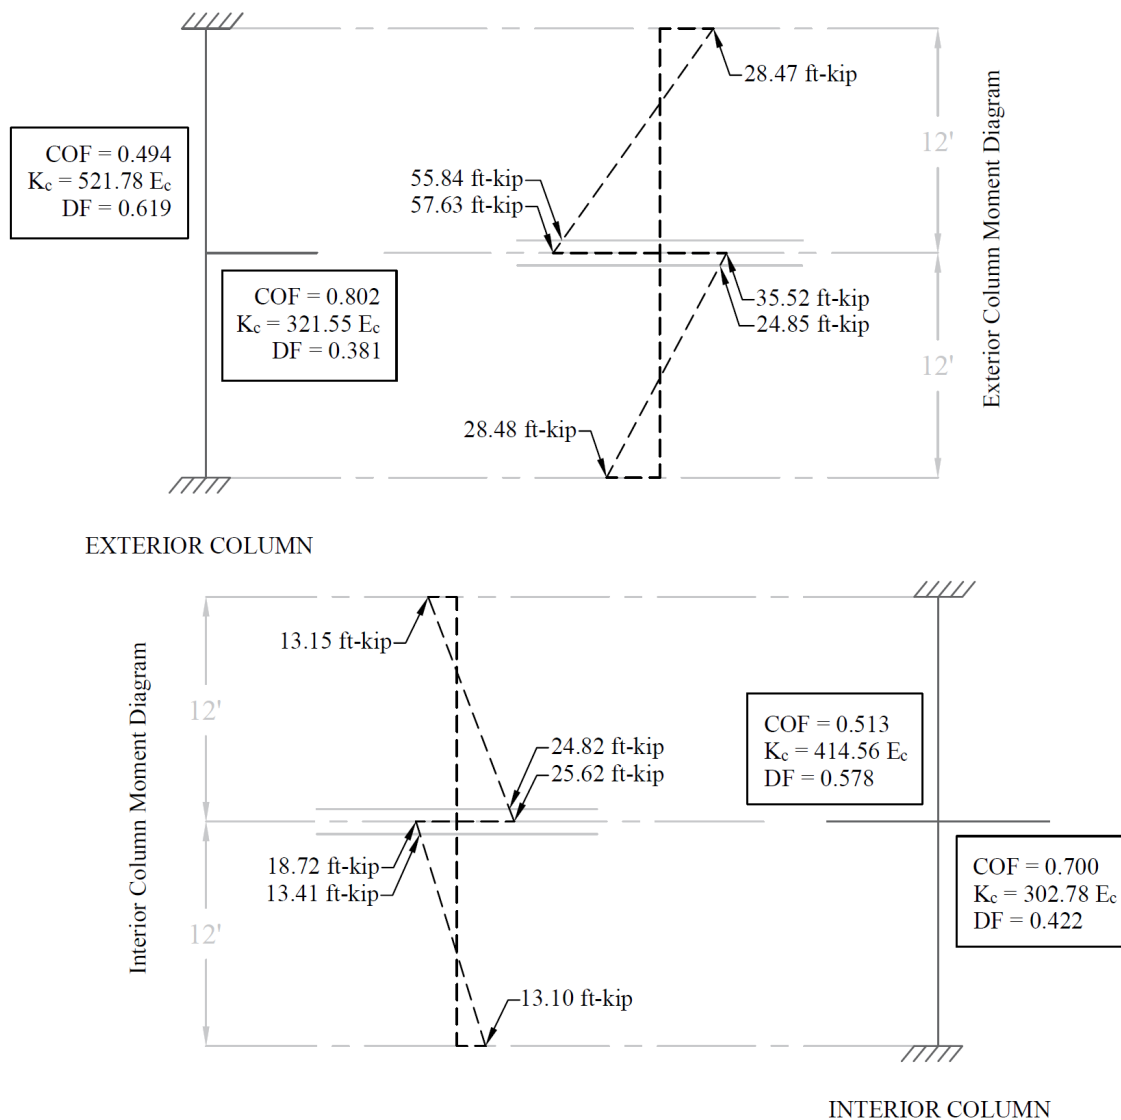 28.47 ft-kip
12'
Exterior Column Moment Diagram
COF = 0.494
Kc = 521.78 Ec
DF = 0.619
55.84 ft-kip
57.63 ft-kip
COF = 0.802
Kc = 321.55 Ec
DF = 0.381
35.52 ft-kip
24.85 ft-kip
12'
28.48 ft-kip
EXTERIOR COLUMN
Interior Column Moment Diagram
12'
13.15 ft-kip
COF = 0.513
Kc = 414.56 Ec
DF = 0.578
24.82 ft-kip
25.62 ft-kip
18.72 ft-kip
13.41 ft-kip
COF = 0.700
Kc = 302.78 Ec
DF = 0.422
12'
13.10 ft-kip
INTERIOR COLUMN